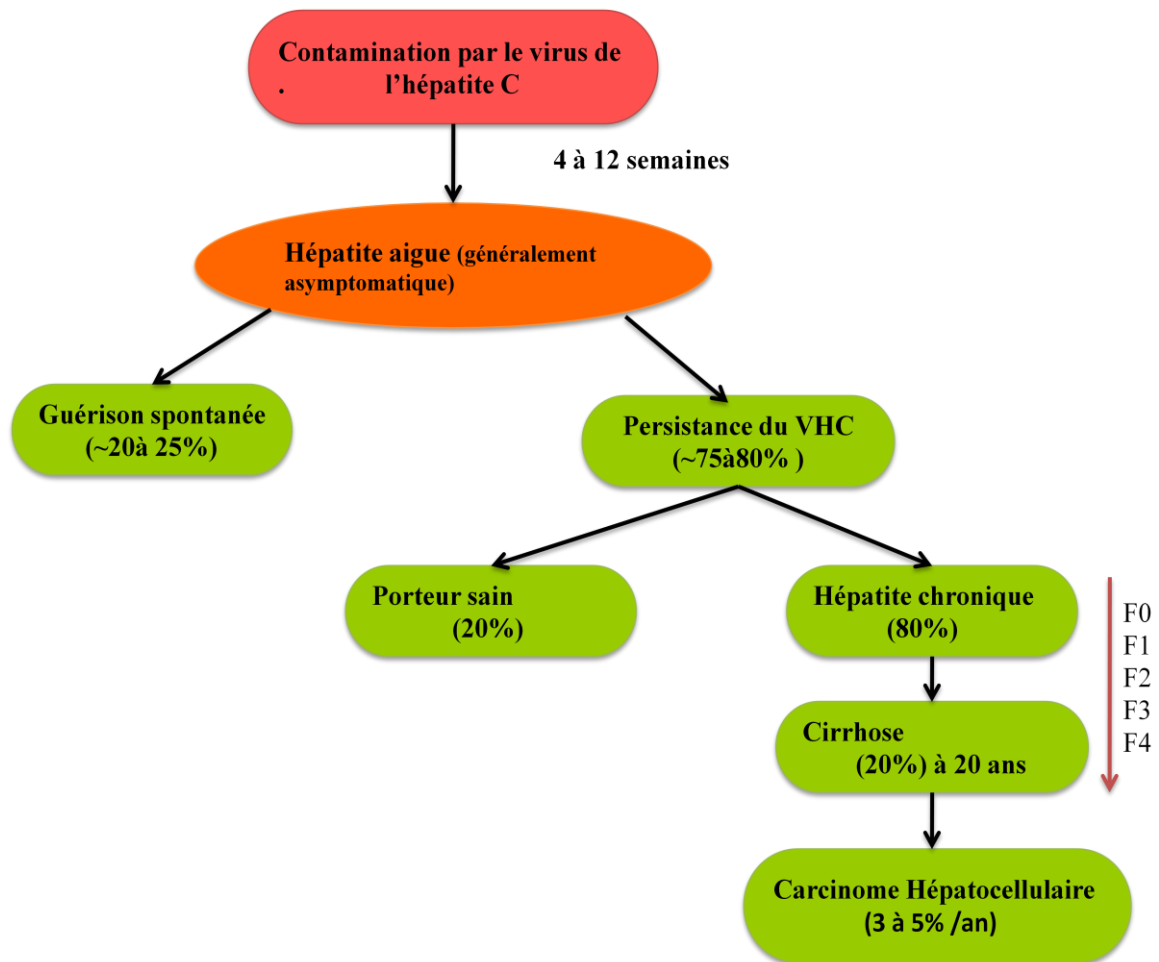 Contamination par le virus de
. l’hépatite C
4 à 12 semaines
Hépatite aigue (généralement
asymptomatique)
Guérison spontanée
(~20à 25%)
Persistance du VHC
(~75à80% )
Porteur sain
(20%)
Hépatite chronique
(80%)
F0
F1
F2
F3
F4
Cirrhose
(20%) à 20 ans
Carcinome Hépatocellulaire
(3 à 5% /an)